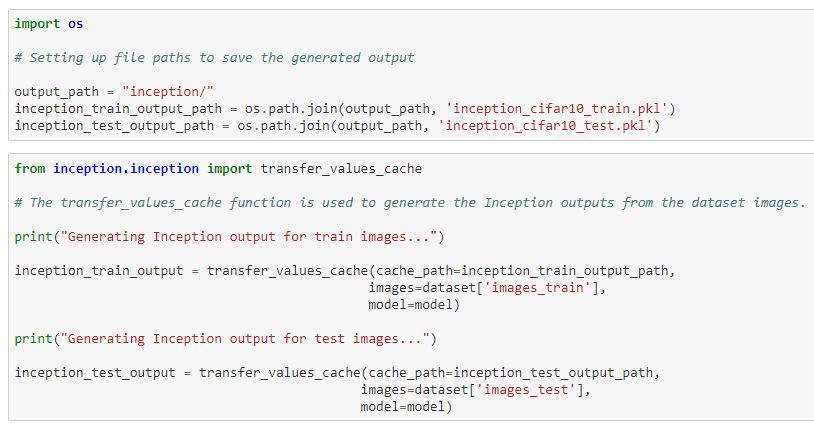 import os
# Setting up file paths to save the generated output
output_path = "inception/"
inception_train_output_path = os.path.join(output_path, 'inception_cifar10_train.pkl')
inception_test_output_path = os.path.join(output_path, 'inception_cifar10_test.pkl')
from inception.inception import transfer_values_cache
# The transfer_values_cache function is used to generate the Inception outputs from the dataset images.
print("Generating Inception output for train images...")
inception_train_output = transfer_values_cache(cache_path=inception_train_output_path,
images=dataset['images_train'],
model=model)
print("Generating Inception output for test images...")
inception_test_output = transfer_values_cache(cache_path=inception_test_output_path,
images=dataset['images_test'],
model=model)